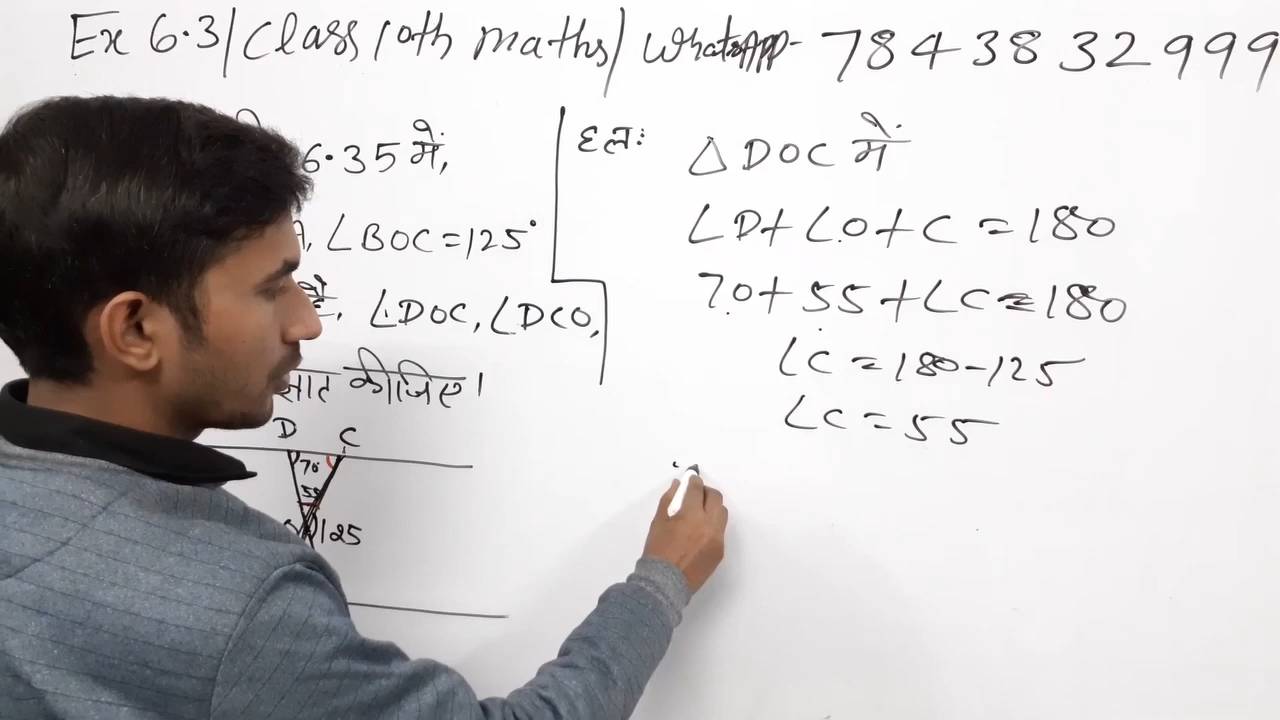 Ex 6.3/Class 10th maths/ WhatsApp- 7843832999
6.35 में,
∠BOC=125°
∠DOC, ∠DCO,
ज्ञात कीजिए।
D C
70
55
125
हलः
△DOC में
∠D+∠O+C=180
70+55+∠C=180
∠C=180-125
∠C=55